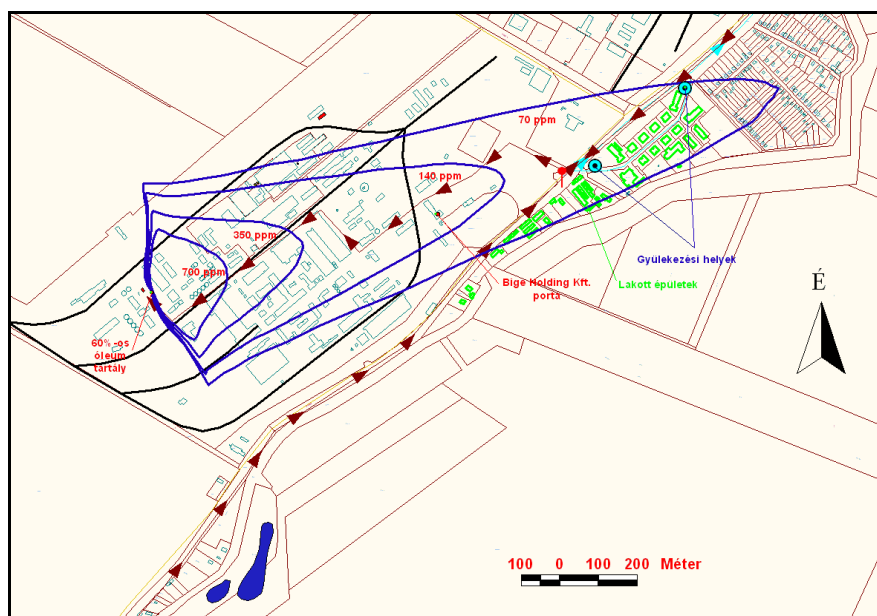 70 ppm
140 ppm
350 ppm
700 ppm
Gyülekezési helyek
Bige Holding Kft.
porta
Lakott épületek
É
60%-os
óleum
tartály
100 0 100 200 Méter